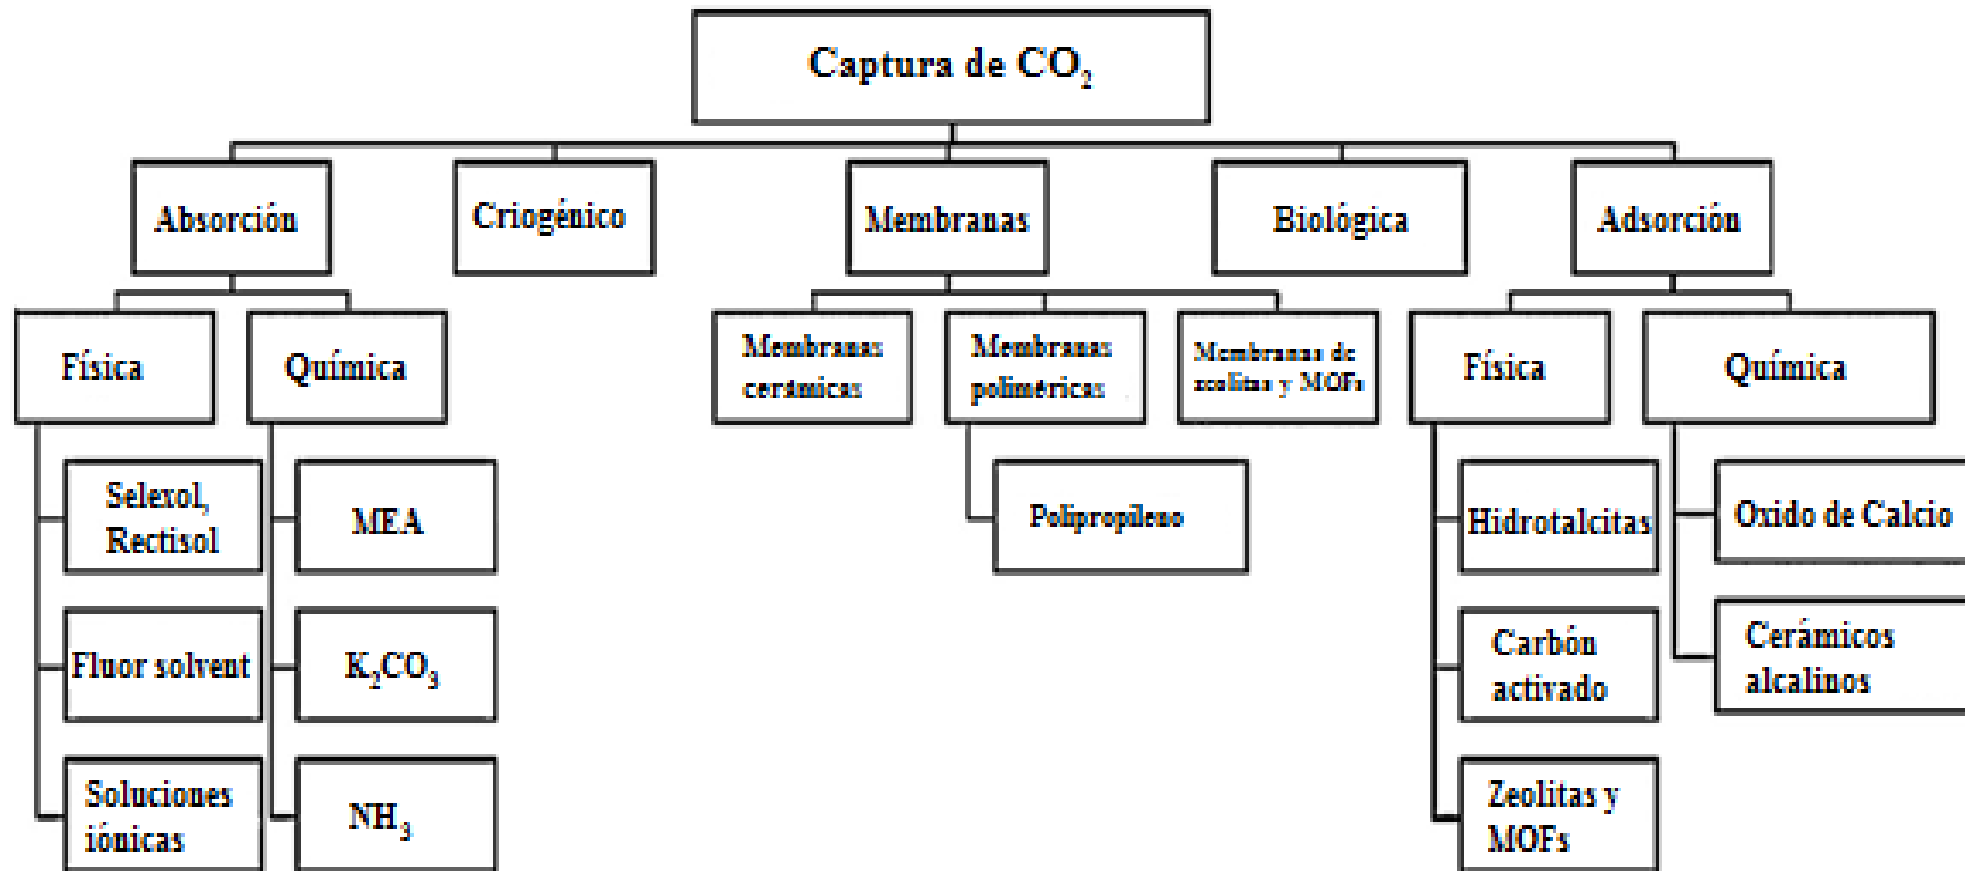 Captura de CO₂
Absorción
Criogénico
Membranas
Biológica
Adsorción
Física
Química
Membranas
cerámicas
Membranas
poliméricas
Membranas de
zeolitas y MOFs
Física
Química
Selexol,
Rectisol
MEA
Polipropileno
Hidrotalcitas
Oxido de Calcio
Fluor solvent
K₂CO₃
Carbón
activado
Cerámicos
alcalinos
Soluciones
iónicas
NH₃
Zeolitas y
MOFs